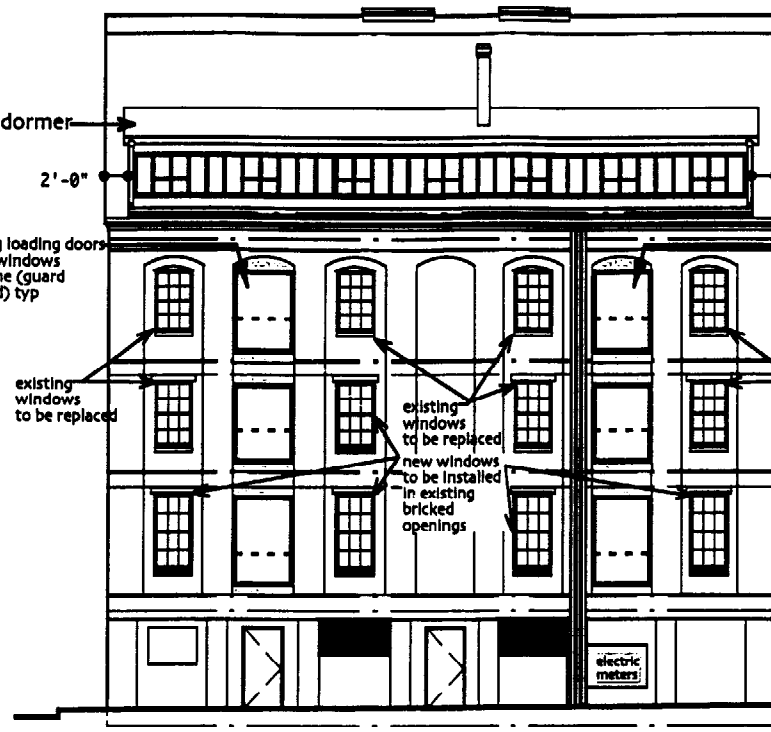 dormer
2'-0"
loading doors
windows
(guard
typ
existing
windows
to be replaced
existing
windows
to be replaced
new windows
to be installed
in existing
bricked
openings
electric
meters